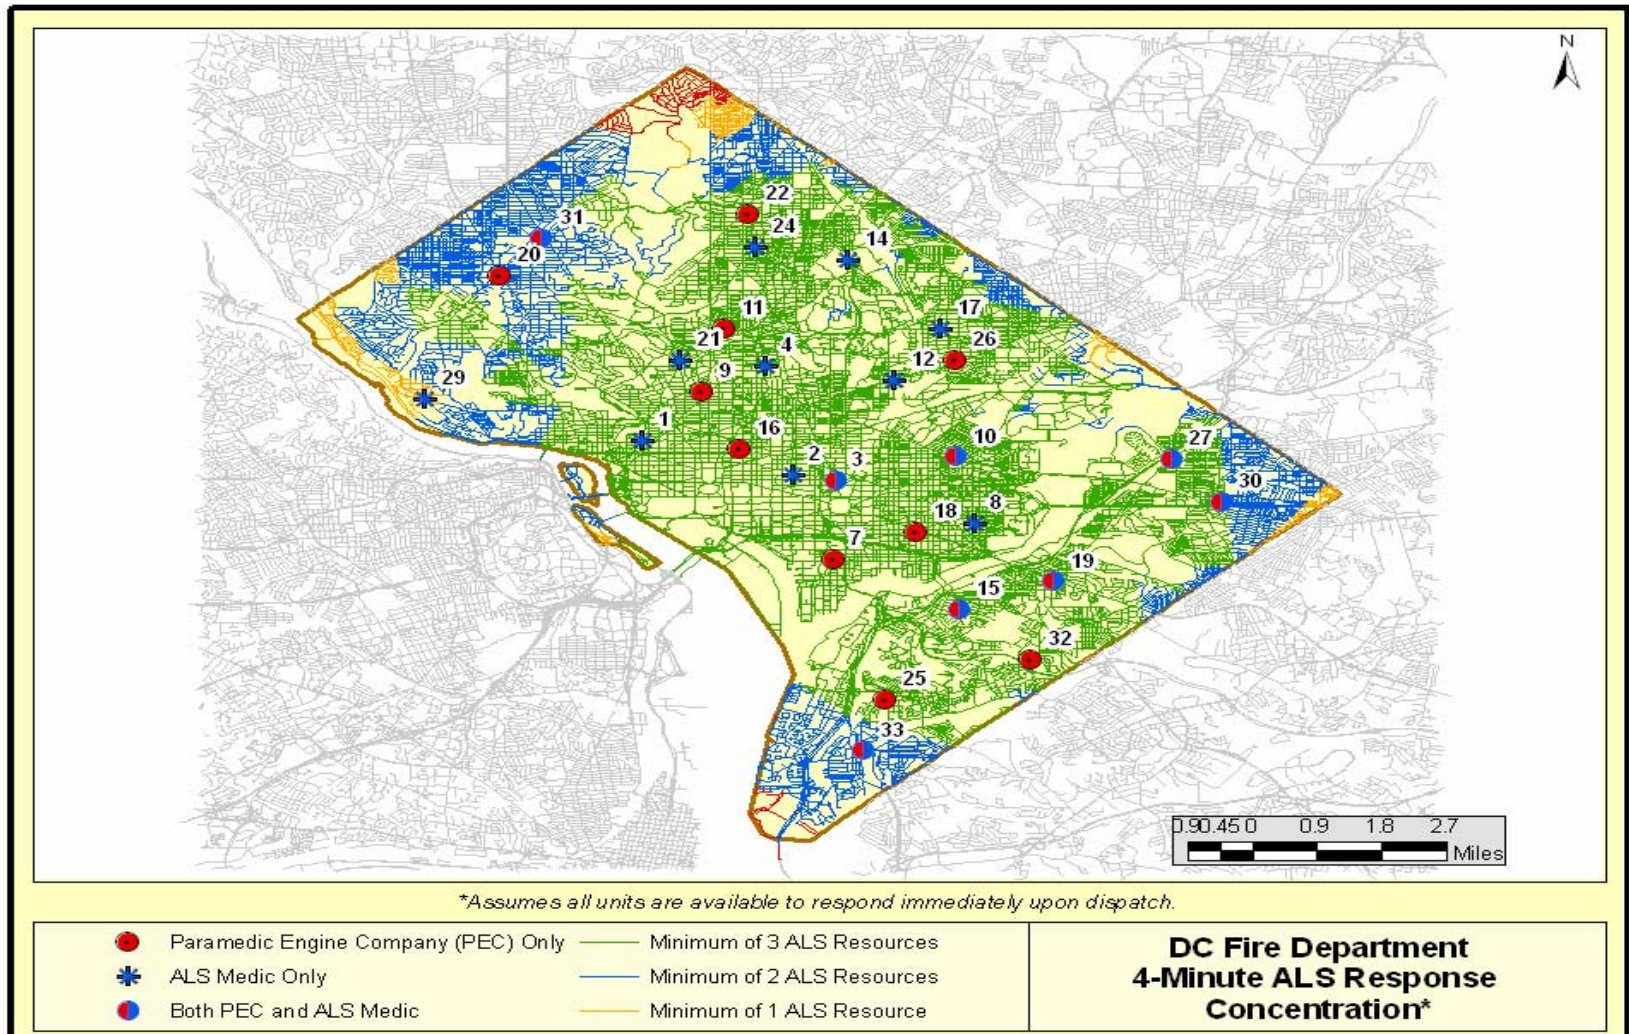 N
22
24
14
31
20
11
17
21
4
26
12
9
29
1
16
10
27
2
3
30
8
18
7
19
15
32
25
33
0.90.45 0 0.9 1.8 2.7
Miles
*Assumes all units are available to respond immediately upon dispatch.
Paramedic Engine Company (PEC) Only
ALS Medic Only
Both PEC and ALS Medic
Minimum of 3 ALS Resources
Minimum of 2 ALS Resources
Minimum of 1 ALS Resource
DC Fire Department
4-Minute ALS Response
Concentration*